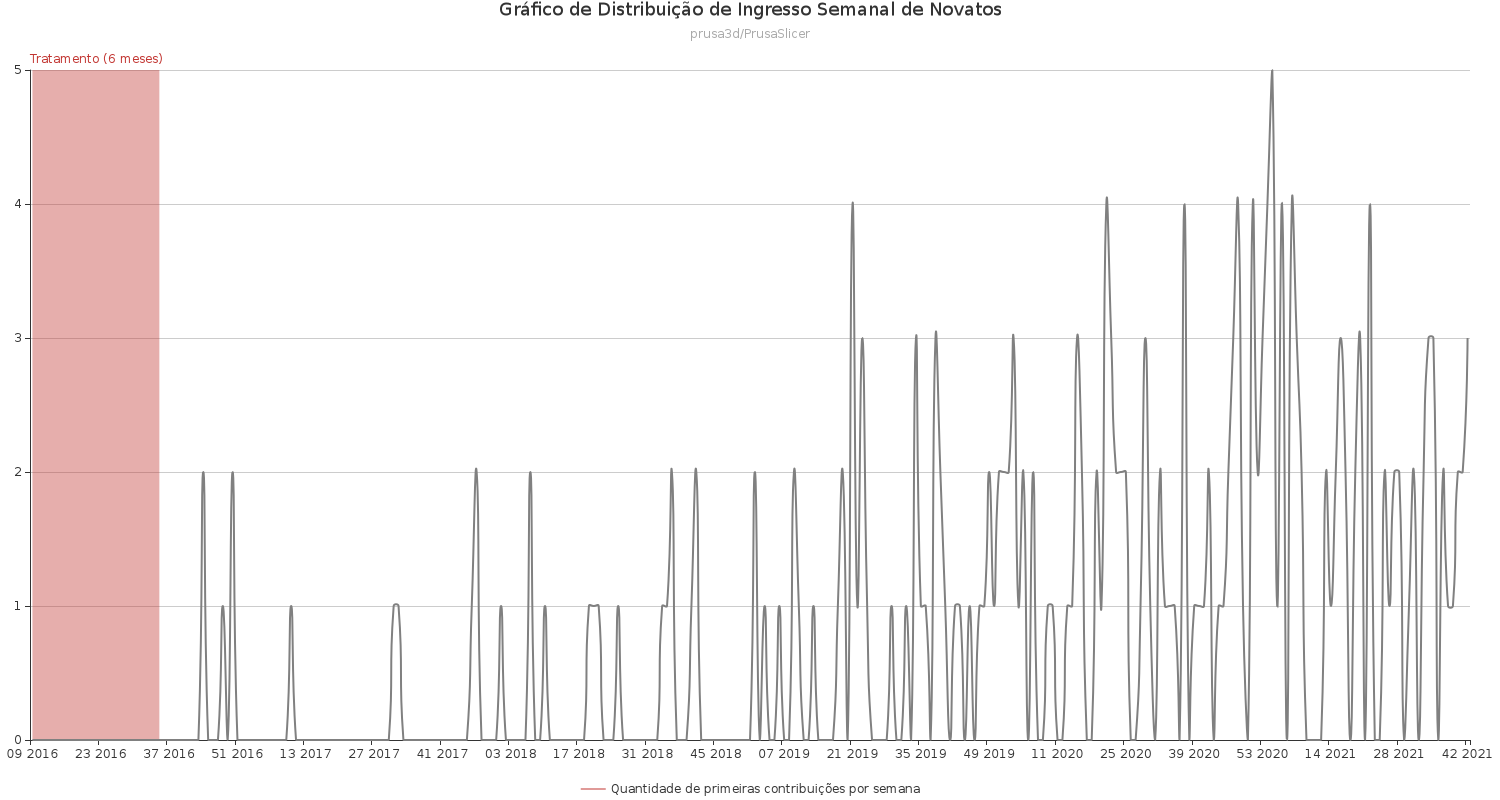 Gráfico de Distribuição de Ingresso Semanal de Novatos
prusa3d/PrusaSlicer
Tratamento (6 meses)
5
4
3
2
1
0
09 2016 23 2016 37 2016 51 2016 13 2017 27 2017 41 2017 03 2018 17 2018 31 2018 45 2018 07 2019 21 2019 35 2019 49 2019 11 2020 25 2020 39 2020 53 2020 14 2021 28 2021 42 2021
Quantidade de primeiras contribuições por semana